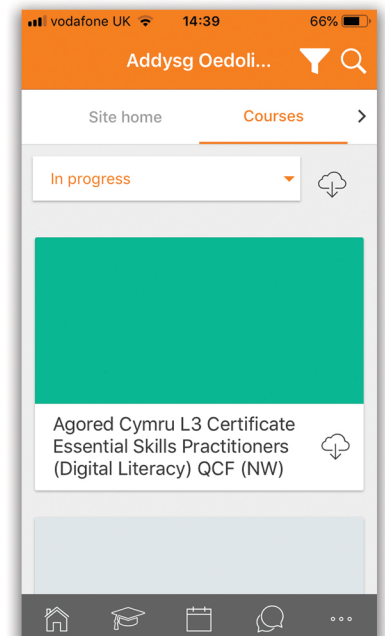 vodafone UK 14:39 66%
Addysg Oedoli...
Site home Courses
In progress
Agored Cymru L3 Certificate
Essential Skills Practitioners
(Digital Literacy) QCF (NW)